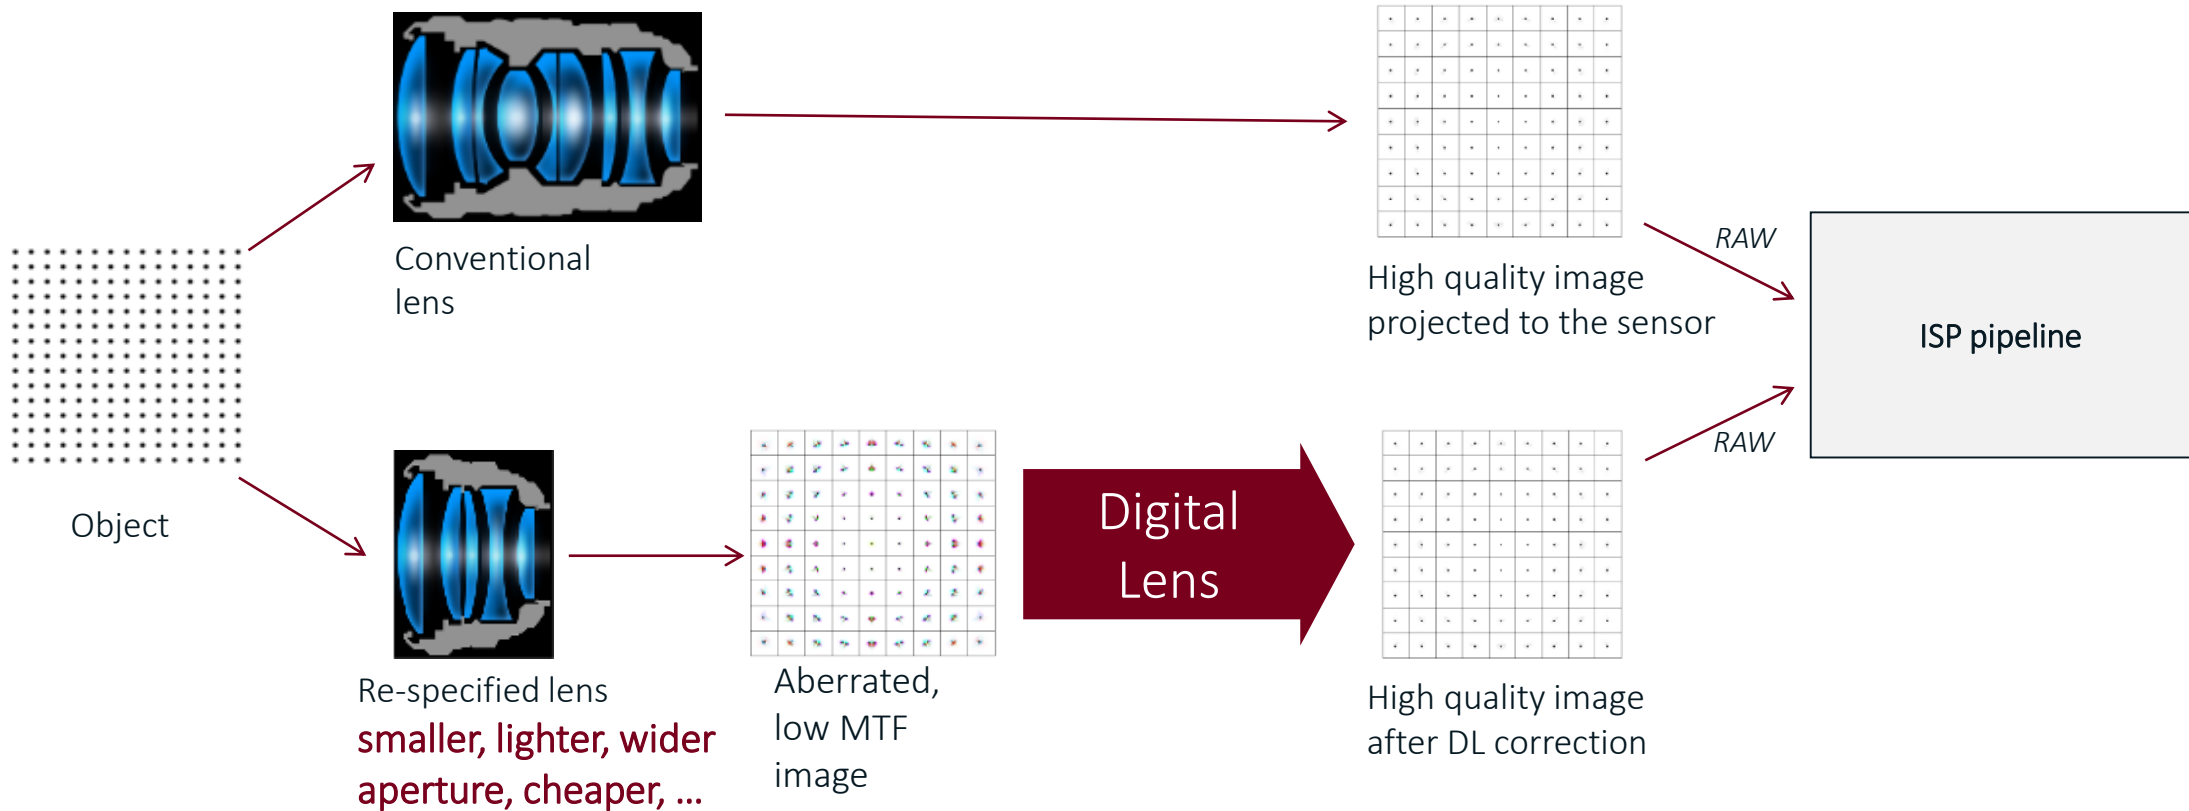 Conventional
lens
High quality image
projected to the sensor
RAW
ISP pipeline
Object
Re-specified lens
smaller, lighter, wider
aperture, cheaper, ...
Aberrated,
low MTF
image
Digital
Lens
High quality image
after DL correction
RAW